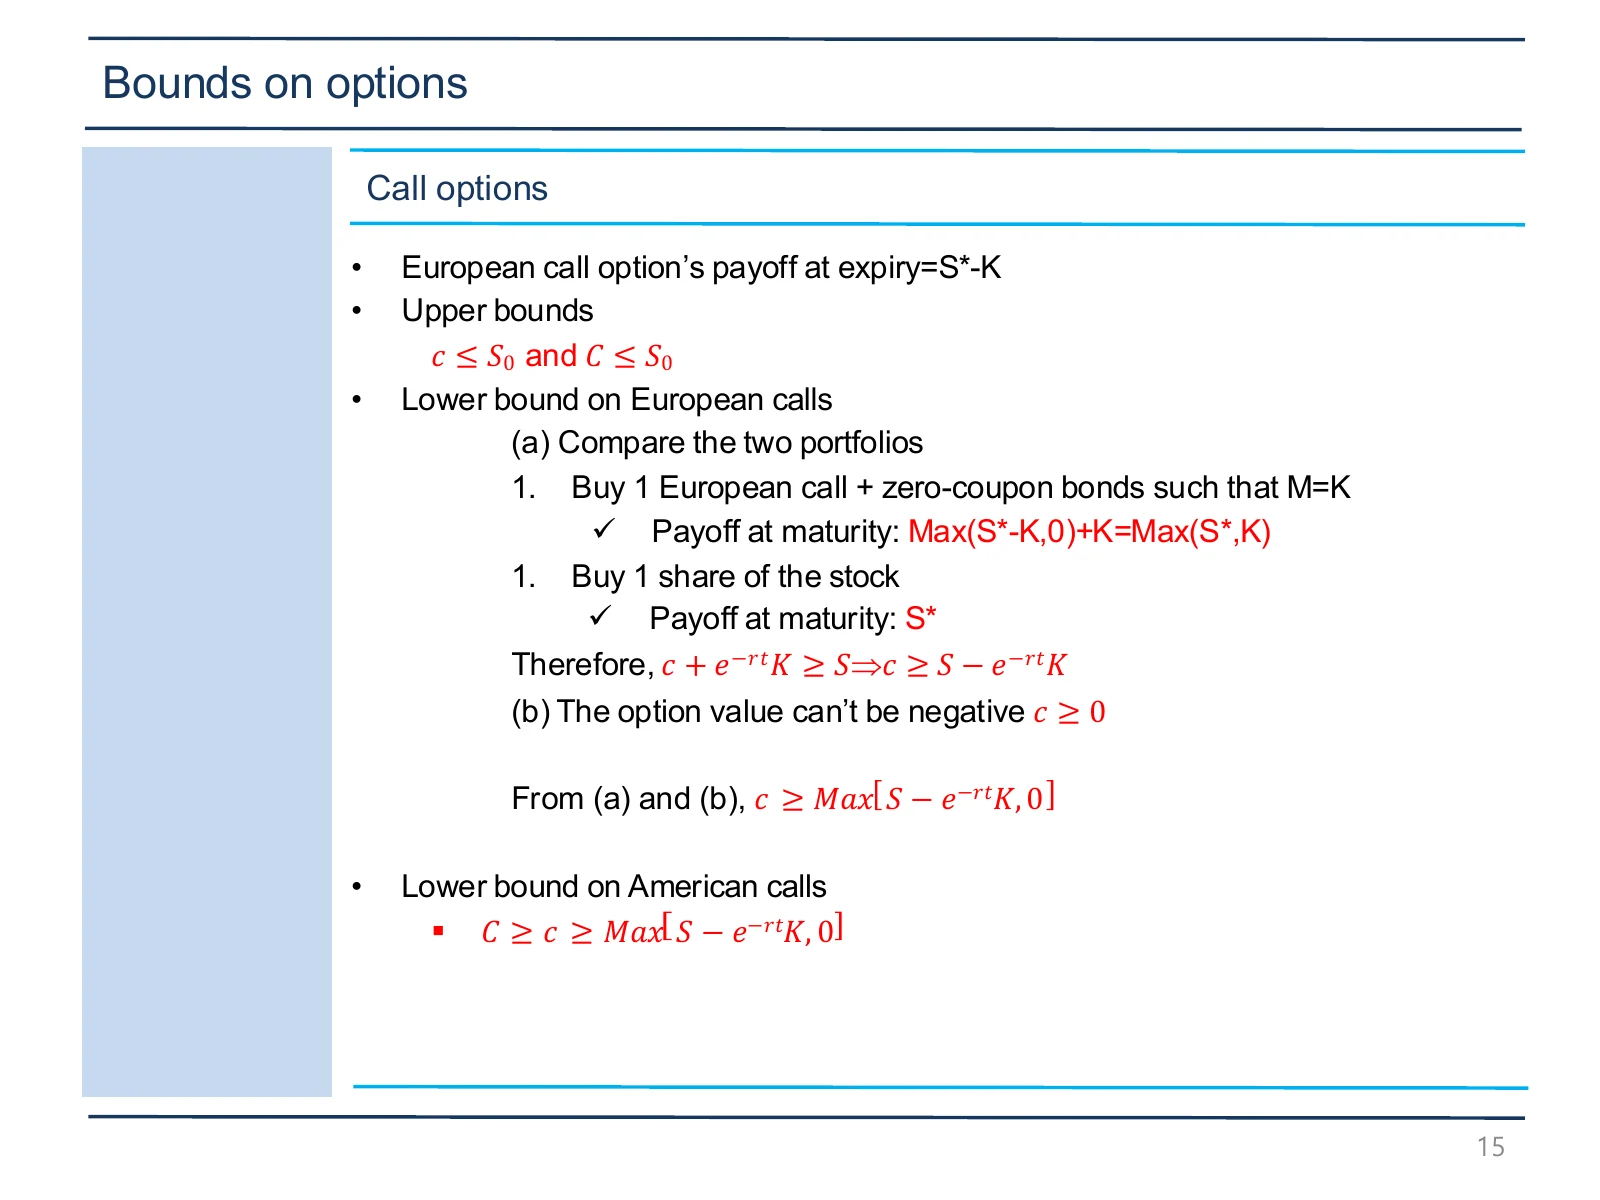 Bounds on options
Call options
• European call option’s payoff at expiry=S*-K
• Upper bounds
c ≤ S₀ and C ≤ S₀
• Lower bound on European calls
(a) Compare the two portfolios
1. Buy 1 European call + zero-coupon bonds such that M=K
✓ Payoff at maturity: Max(S*-K,0)+K=Max(S*,K)
1. Buy 1 share of the stock
✓ Payoff at maturity: S*
Therefore, c + e^{−rt}K ≥ S⇒c ≥ S − e^{−rt}K
(b) The option value can’t be negative c ≥ 0
From (a) and (b), c ≥ Max[S − e^{−rt}K, 0]
• Lower bound on American calls
▪ C ≥ c ≥ Max[S − e^{−rt}K, 0]
15